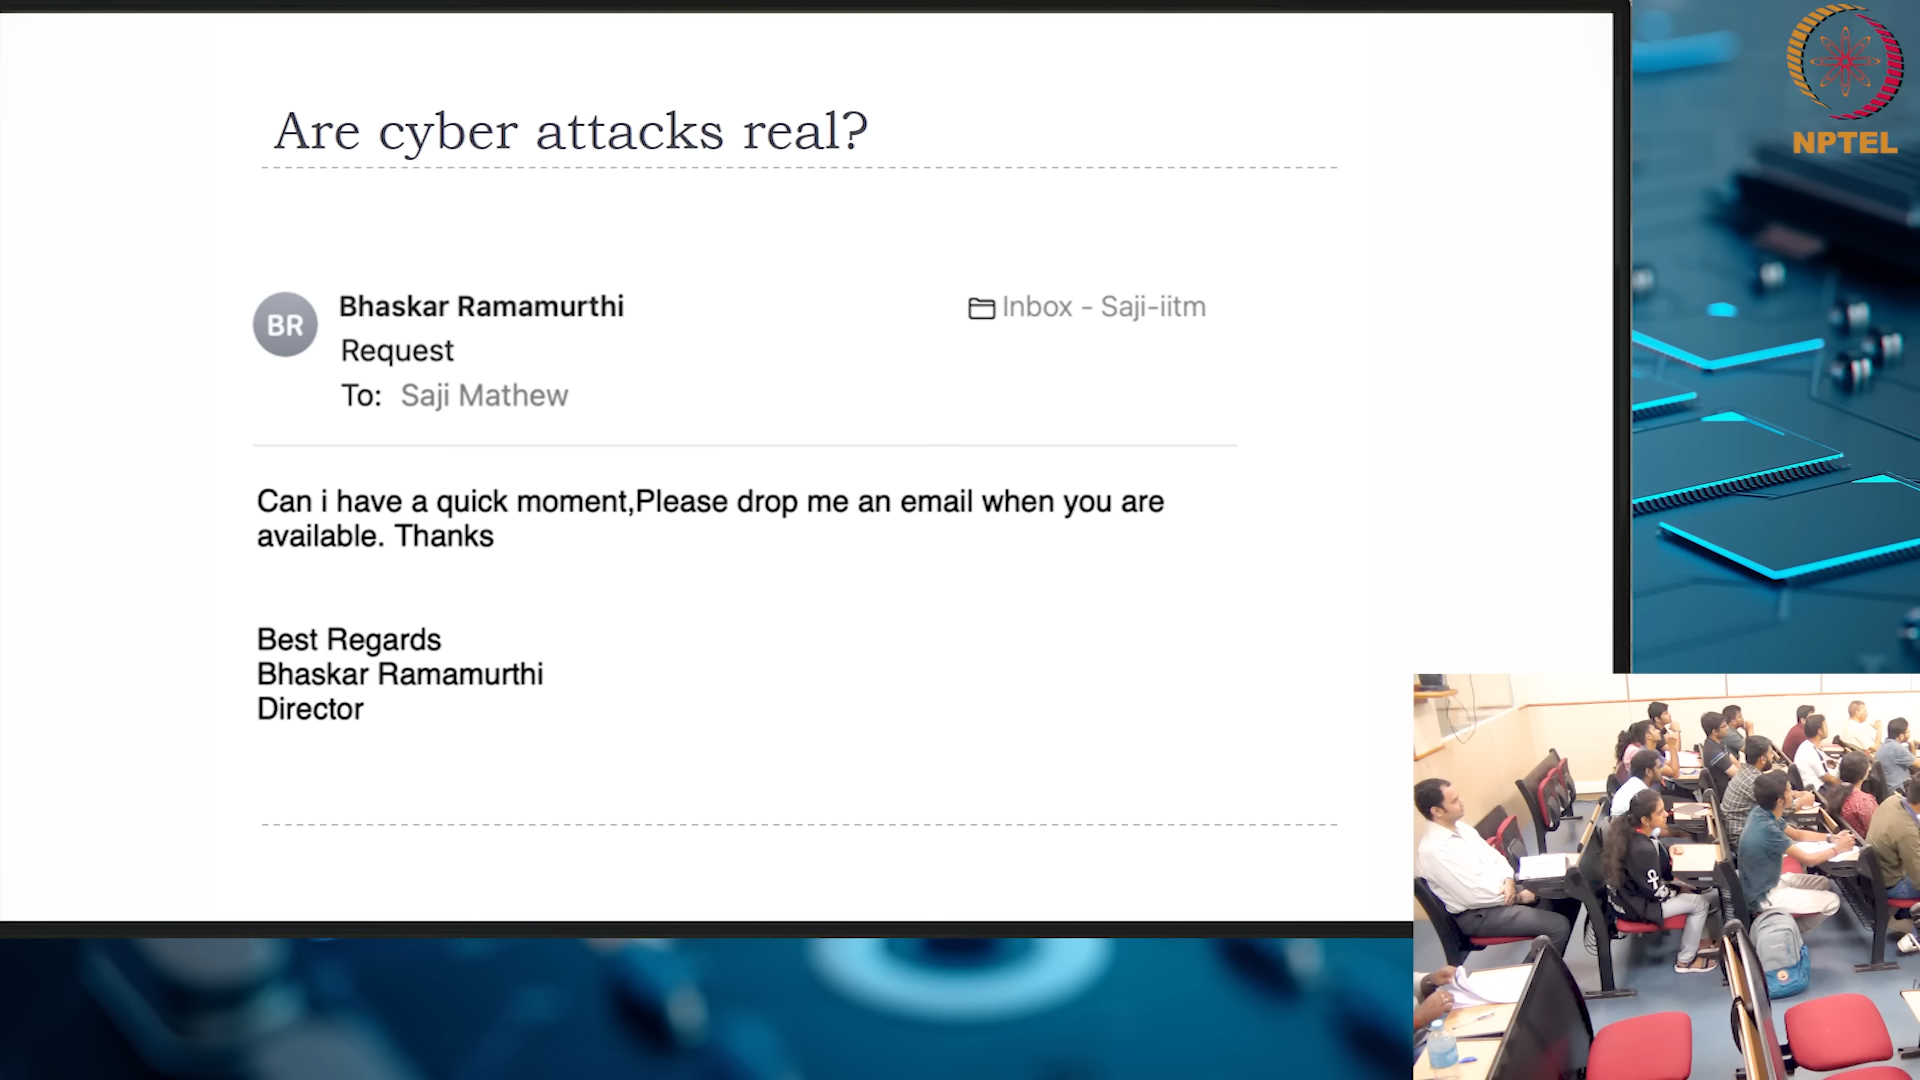 Are cyber attacks real?
NPTEL
BR
Bhaskar Ramamurthi
Inbox - Saji-iitm
Request
To: Saji Mathew
Can i have a quick moment,Please drop me an email when you are
available. Thanks
Best Regards
Bhaskar Ramamurthi
Director